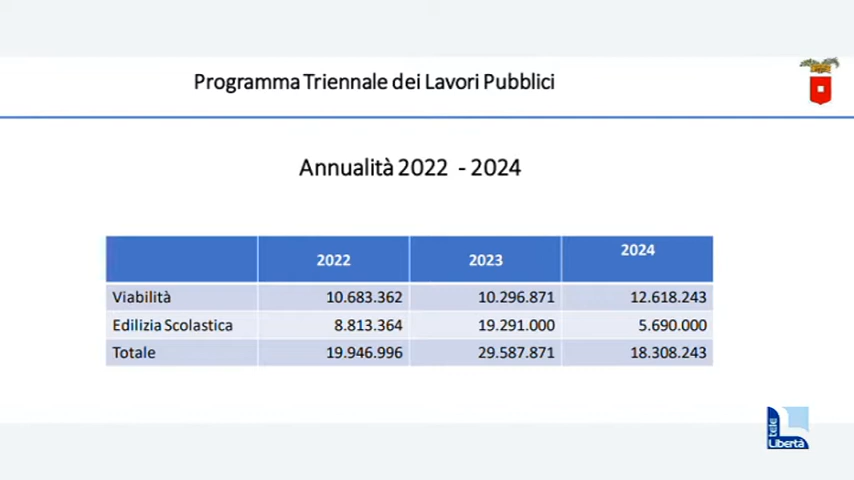 Programma Triennale dei Lavori Pubblici
Annualità 2022 - 2024
2022 2023 2024
Viabilità 10.683.362 10.296.871 12.618.243
Edilizia Scolastica 8.813.364 19.291.000 5.690.000
Totale 19.946.996 29.587.871 18.308.243
tele
Libertà